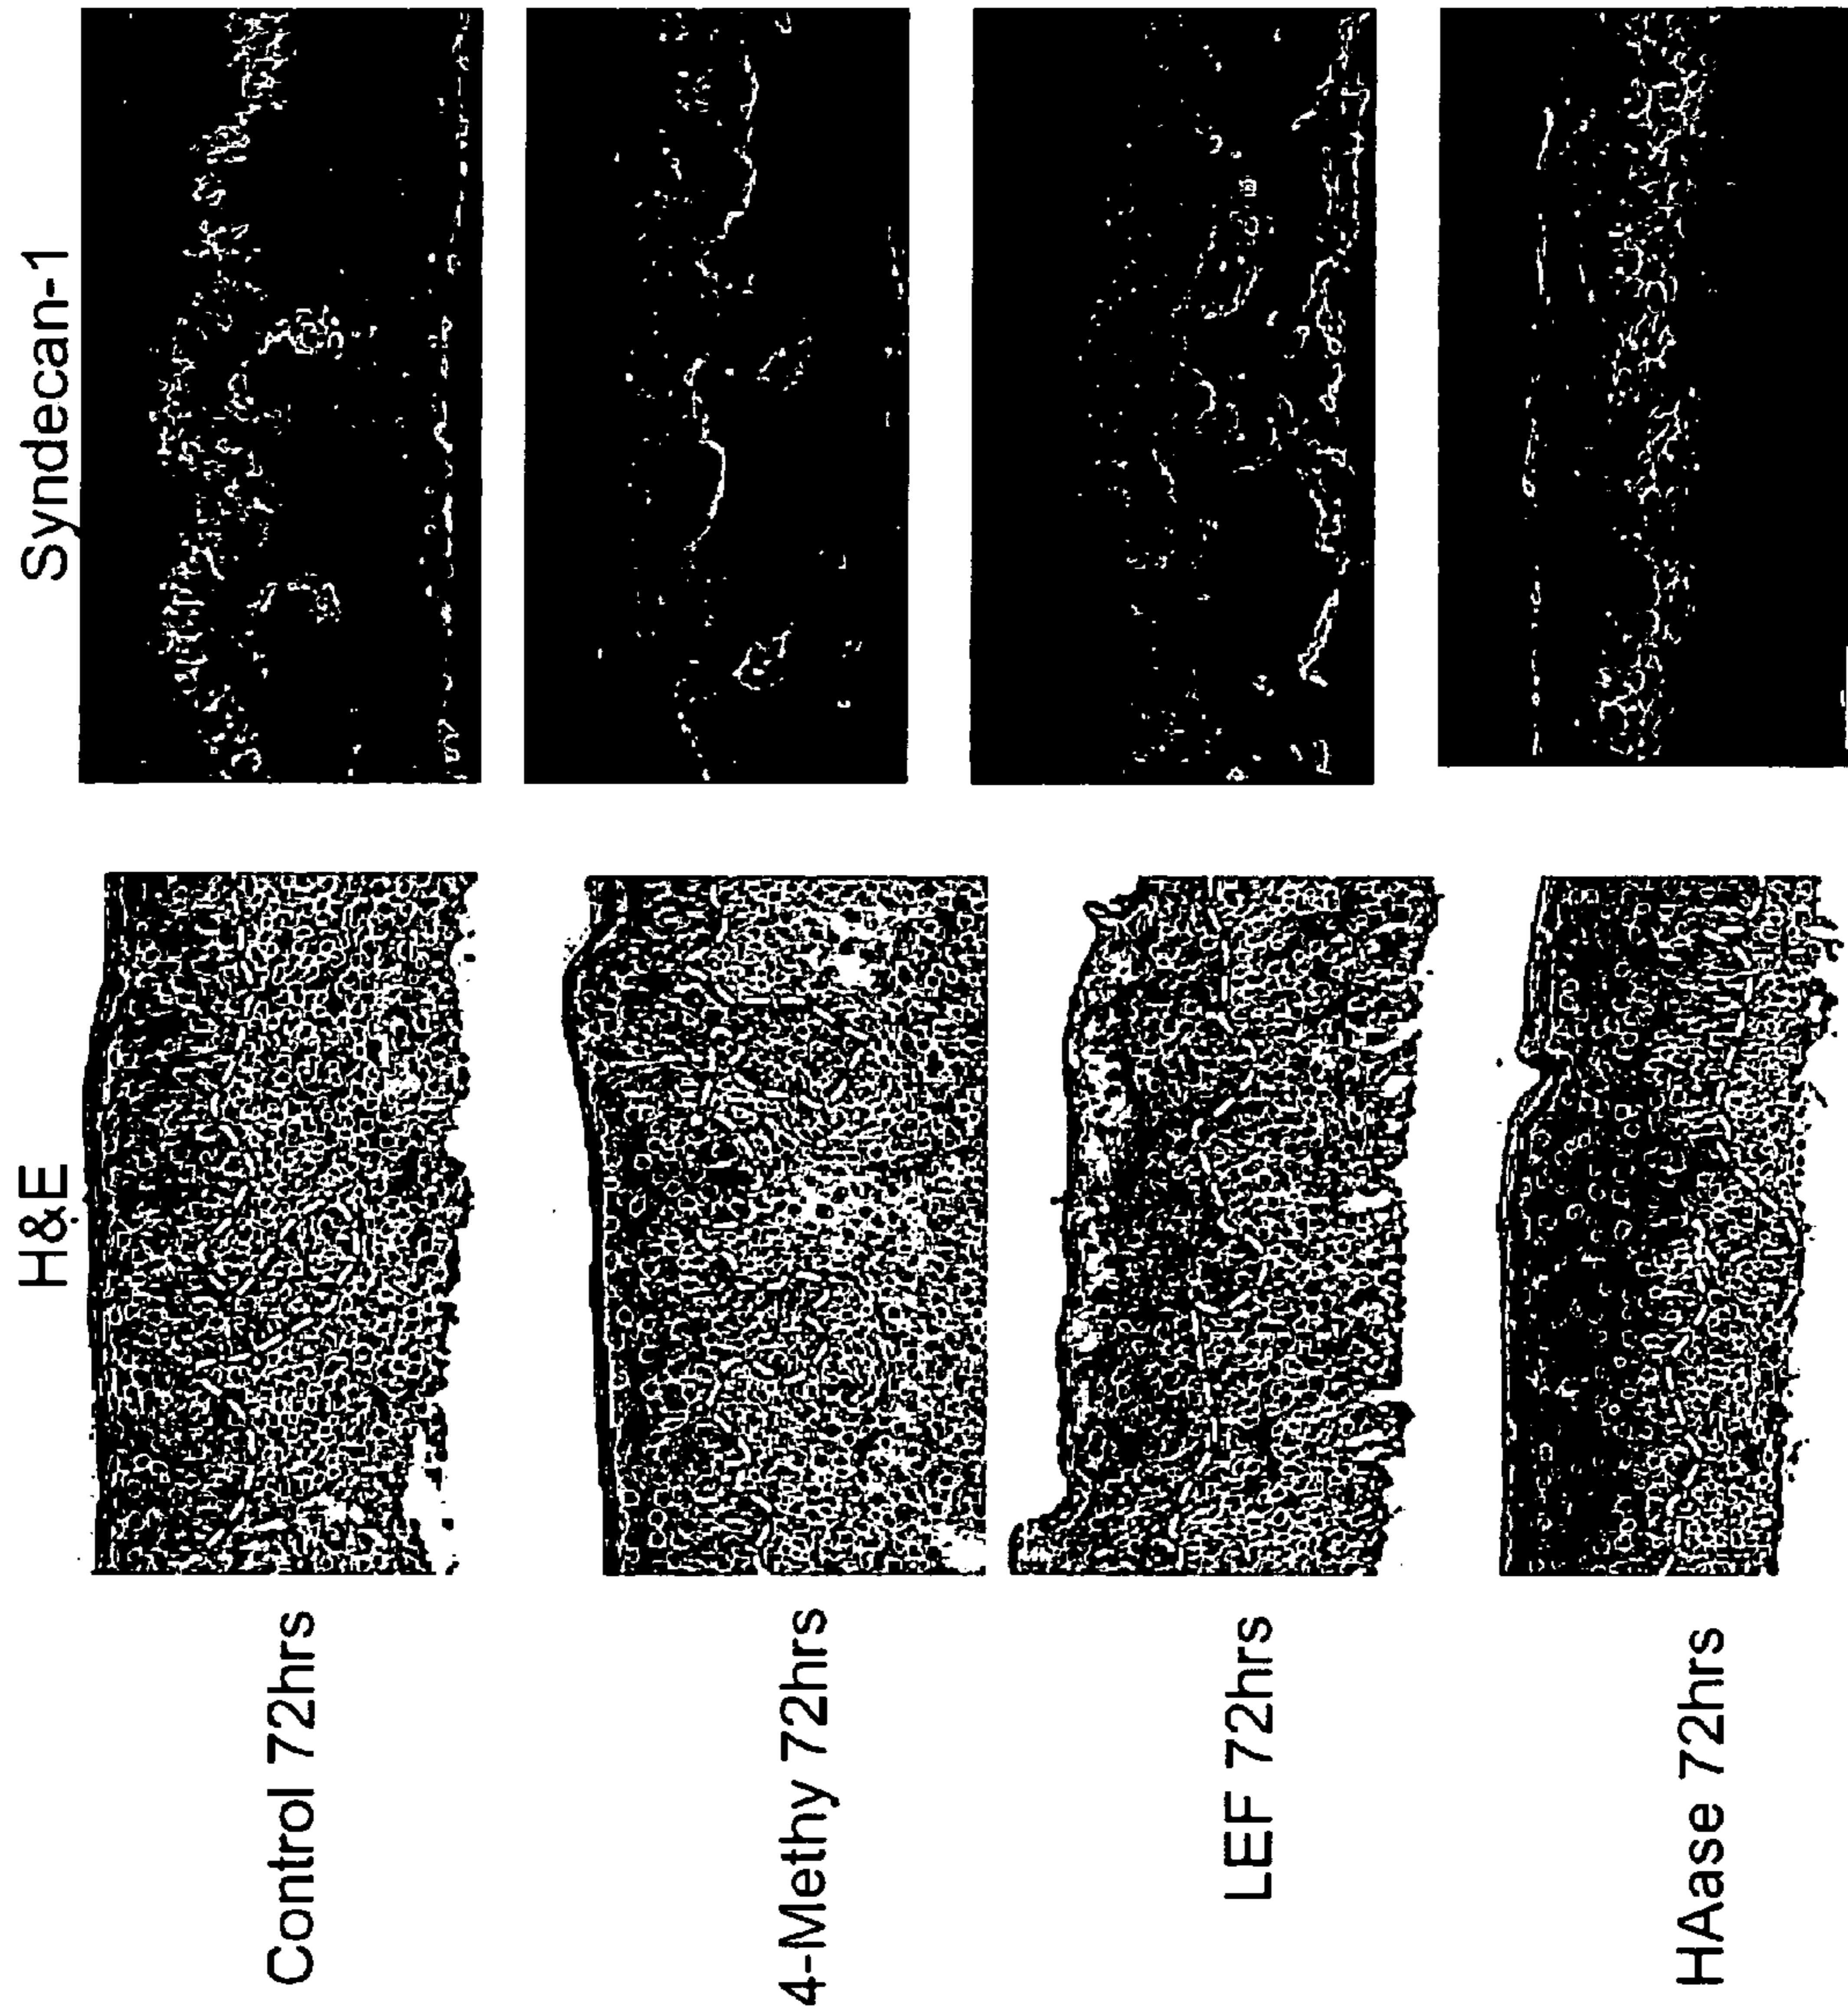 H&E
Syndecan-1
Control 72hrs
4-Methy 72hrs
LEF 72hrs
HAase 72hrs